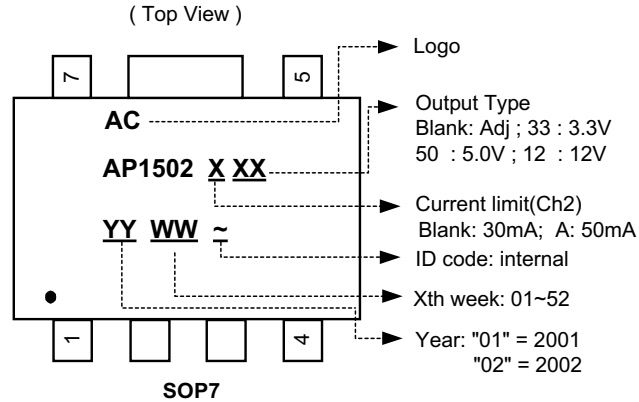 ( Top View )
7
5
Logo
AC
Output Type
Blank: Adj ; 33 : 3.3V
50 : 5.0V ; 12 : 12V
AP1502 X XX
Current limit(Ch2)
Blank: 30mA; A: 50mA
YY WW ~
ID code: internal
Xth week: 01~52
Year: "01" = 2001
"02" = 2002
1
4
SOP7